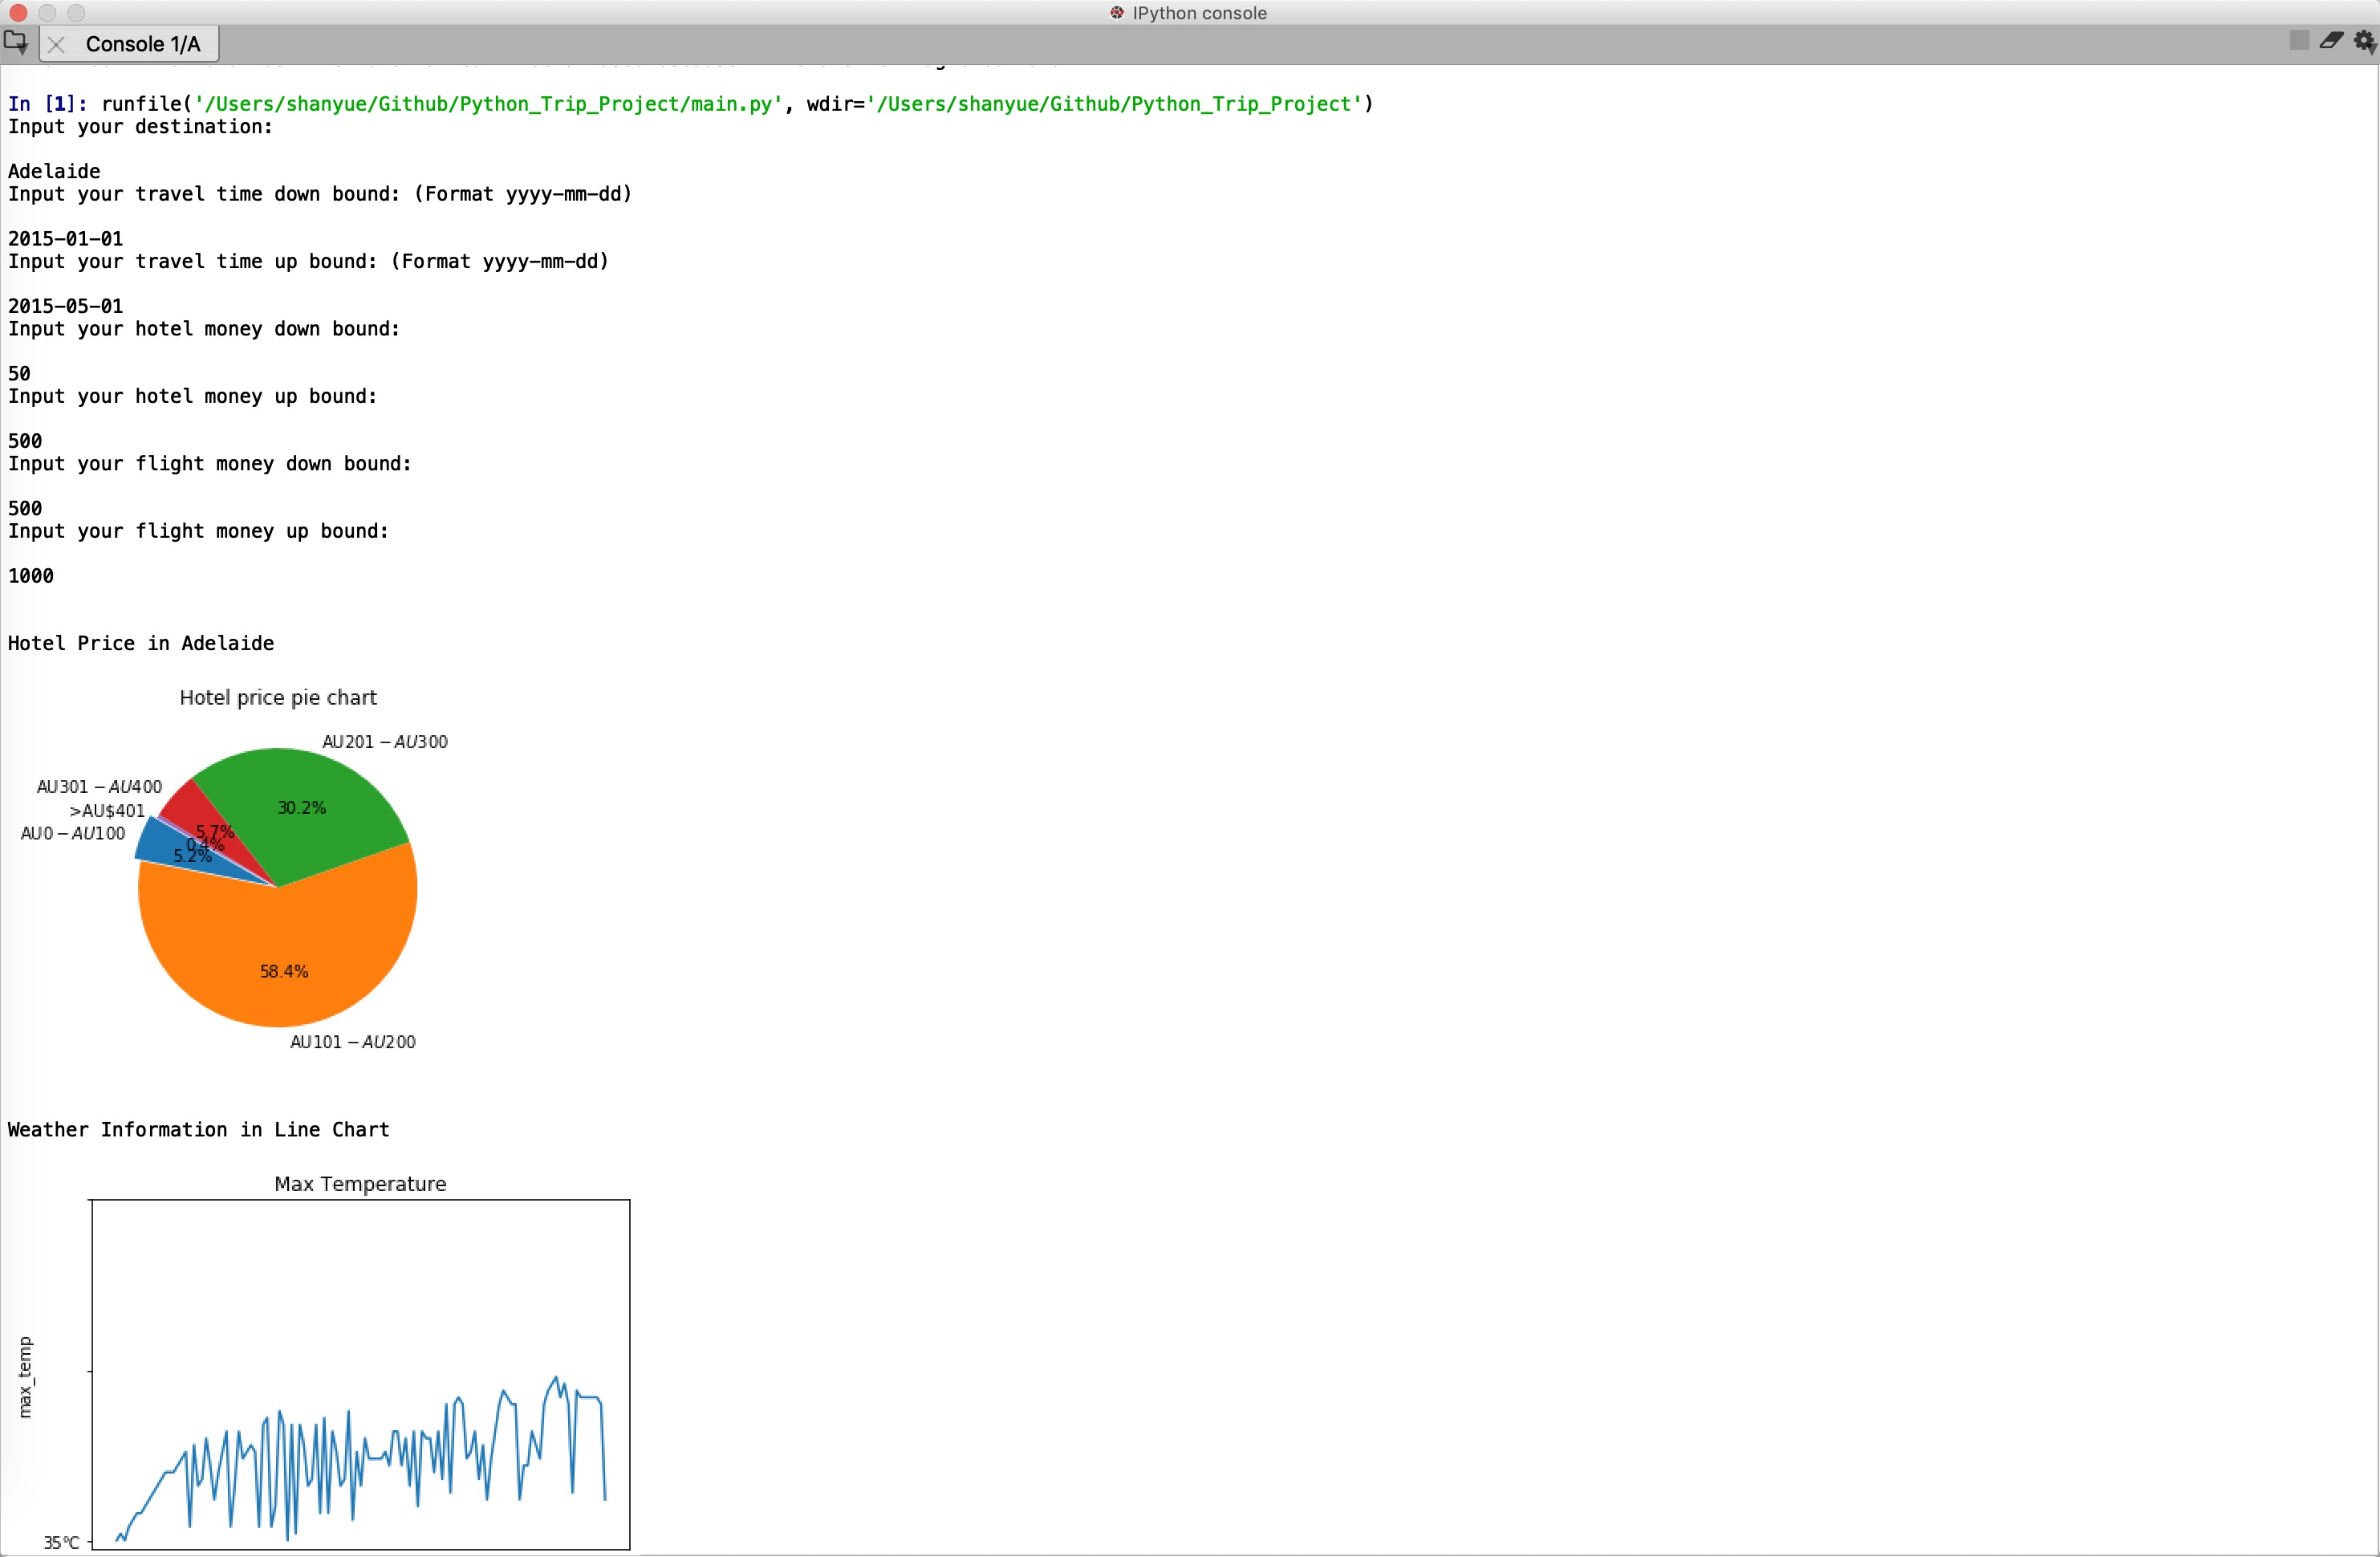 IPython console
Console 1/A
In [1]: runfile('/Users/shanyue/Github/Python_Trip_Project/main.py', wdir='/Users/shanyue/Github/Python_Trip_Project')
Input your destination:
Adelaide
Input your travel time down bound: (Format yyyy-mm-dd)
2015-01-01
Input your travel time up bound: (Format yyyy-mm-dd)
2015-05-01
Input your hotel money down bound:
50
Input your hotel money up bound:
500
Input your flight money down bound:
500
Input your flight money up bound:
1000
Hotel Price in Adelaide
Hotel price pie chart
AU201 − AU300
AU301 − AU400
>AU$401
AU0 − AU100
30.2%
5.7%
0.4%
5.2%
58.4%
AU101 − AU200
Weather Information in Line Chart
Max Temperature
max_temp
35°C